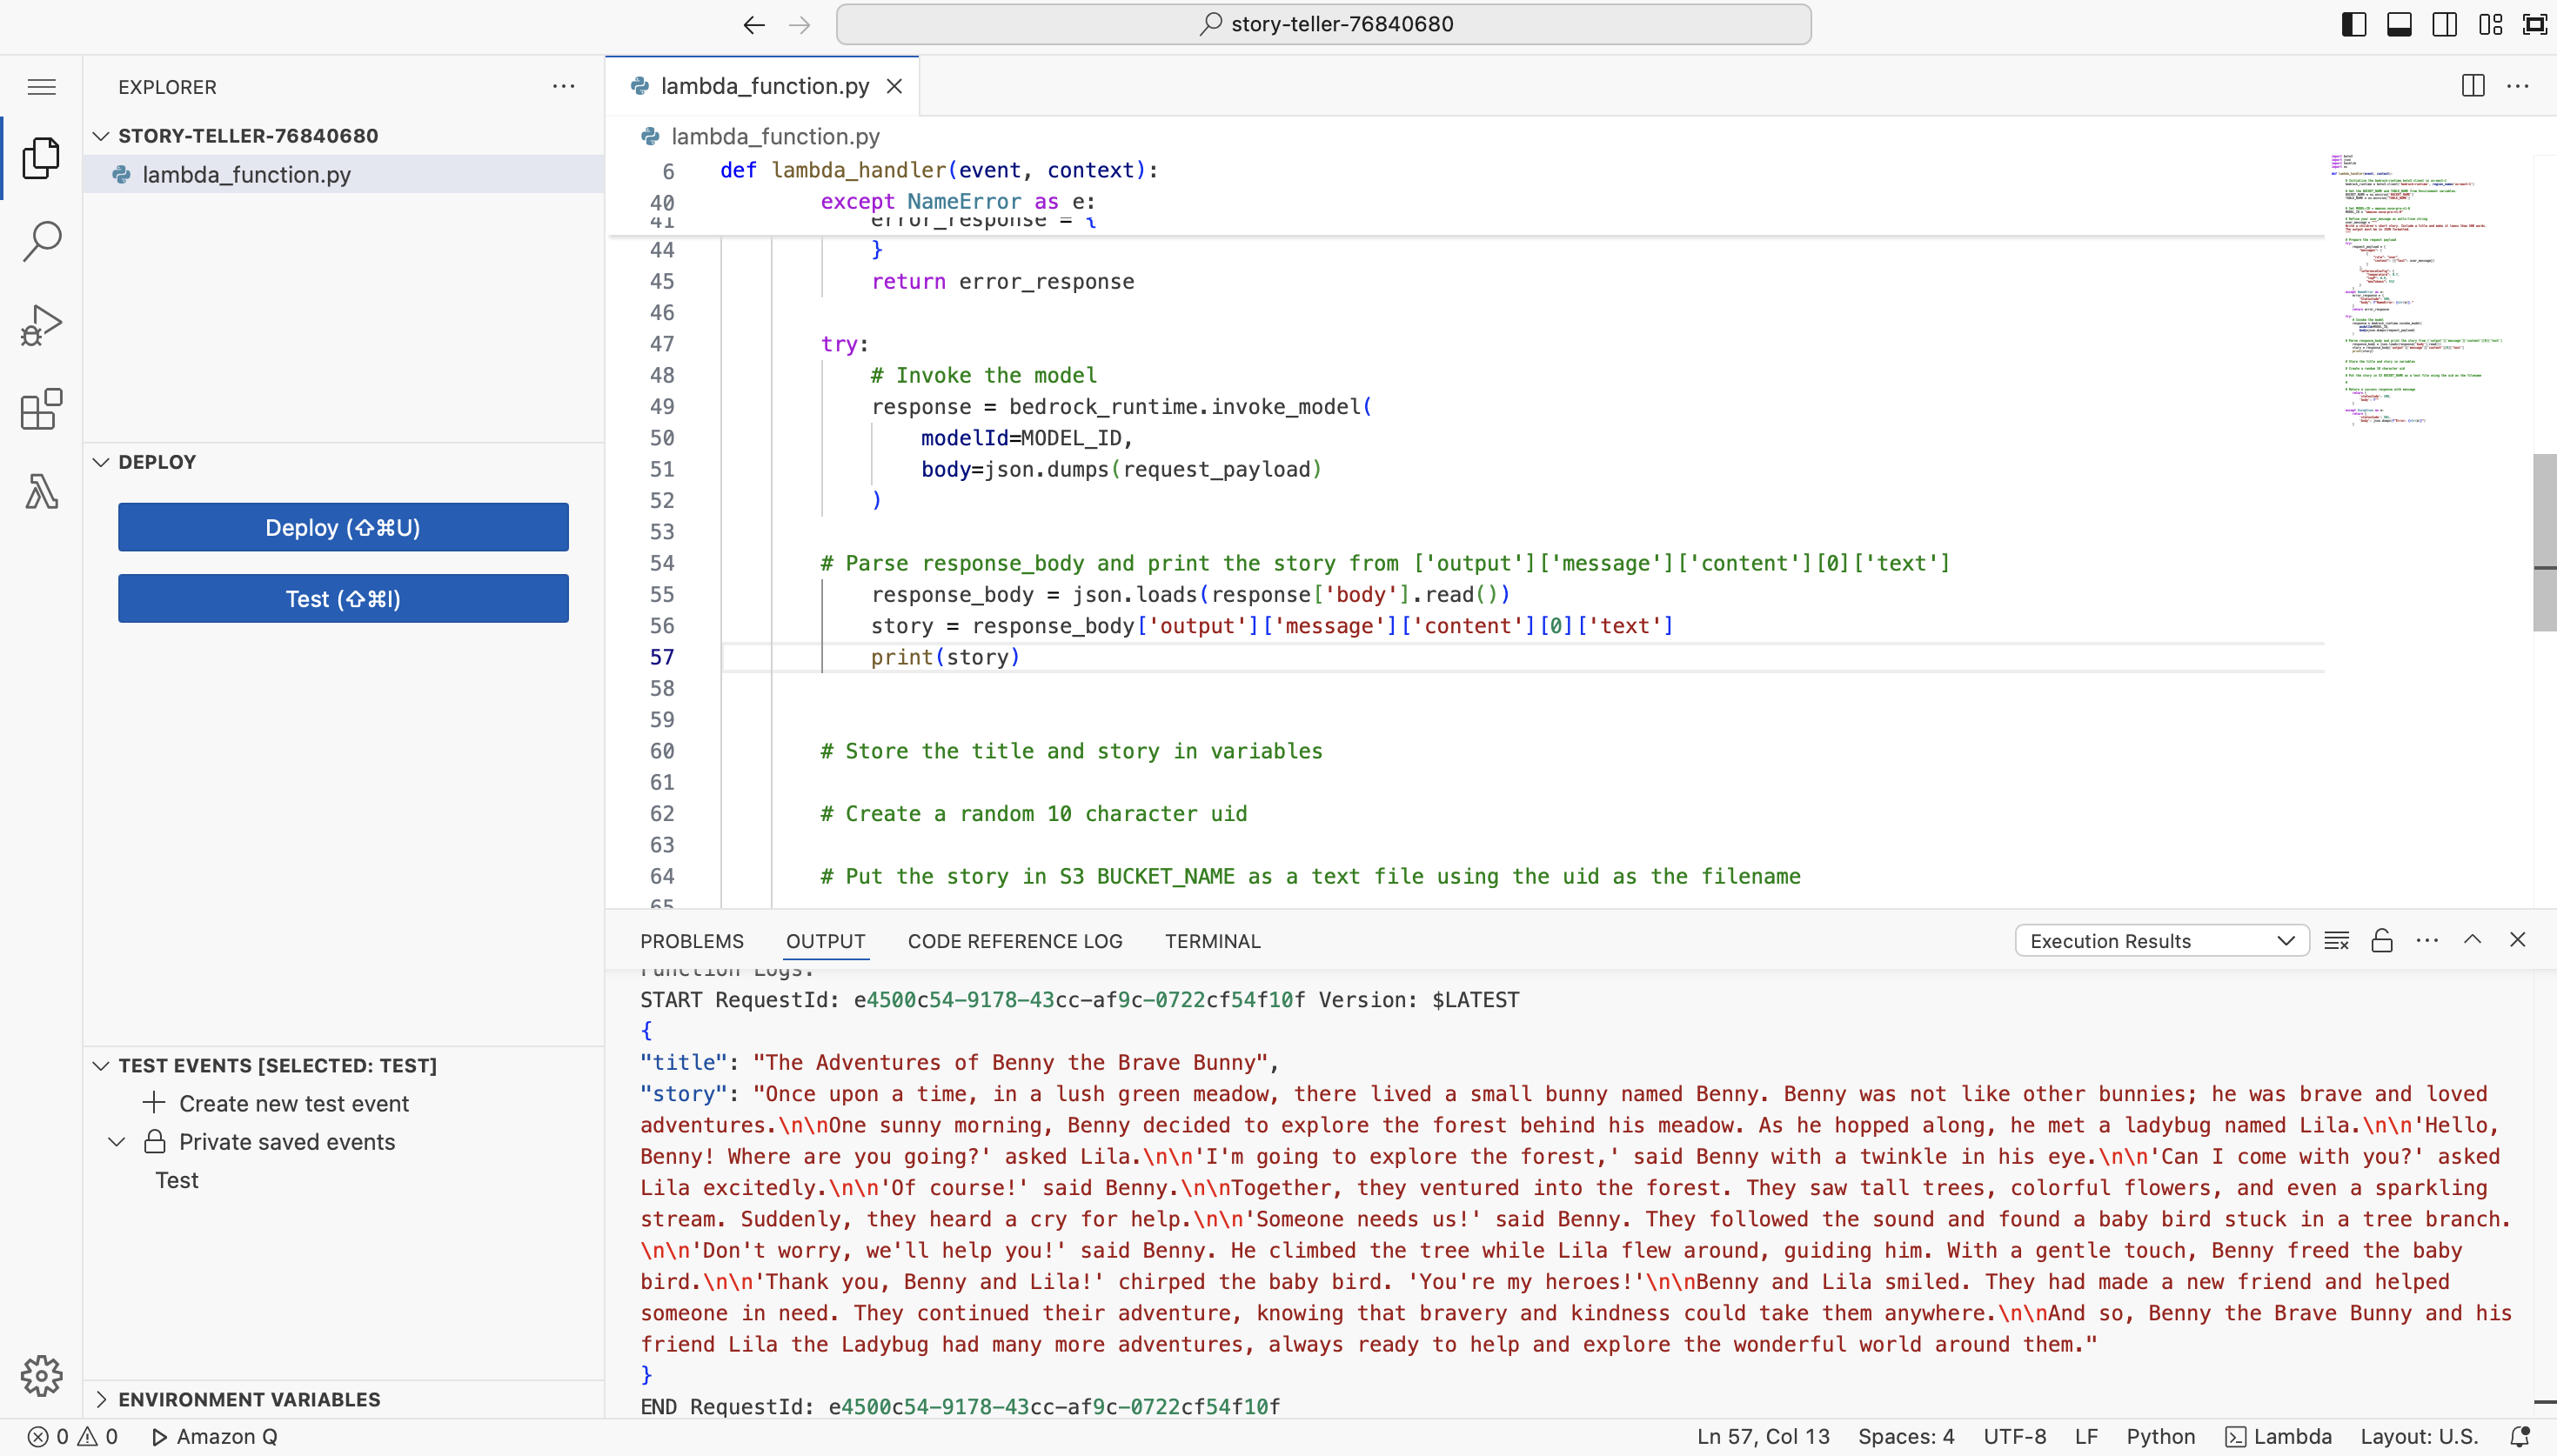 story-teller-76840680
EXPLORER
STORY-TELLER-76840680
lambda_function.py
DEPLOY
Deploy (⇧⌘U)
Test (⇧⌘I)
TEST EVENTS [SELECTED: TEST]
Create new test event
Private saved events
Test
ENVIRONMENT VARIABLES
lambda_function.py
lambda_function.py
6 def lambda_handler(event, context):
40 except NameError as e:
41 error_response = {
44 }
45 return error_response
46
47 try:
48 # Invoke the model
49 response = bedrock_runtime.invoke_model(
50 modelId=MODEL_ID,
51 body=json.dumps(request_payload)
52 )
53
54 # Parse response_body and print the story from ['output']['message']['content'][0]['text']
55 response_body = json.loads(response['body'].read())
56 story = response_body['output']['message']['content'][0]['text']
57 print(story)
58
59
60 # Store the title and story in variables
61
62 # Create a random 10 character uid
63
64 # Put the story in S3 BUCKET_NAME as a text file using the uid as the filename
65
PROBLEMS OUTPUT CODE REFERENCE LOG TERMINAL Execution Results
Function Logs:
START RequestId: e4500c54-9178-43cc-af9c-0722cf54f10f Version: $LATEST
{
"title": "The Adventures of Benny the Brave Bunny",
"story": "Once upon a time, in a lush green meadow, there lived a small bunny named Benny. Benny was not like other bunnies; he was brave and loved
adventures.\n\nOne sunny morning, Benny decided to explore the forest behind his meadow. As he hopped along, he met a ladybug named Lila.\n\n'Hello,
Benny! Where are you going?' asked Lila.\n\n'I'm going to explore the forest,' said Benny with a twinkle in his eye.\n\n'Can I come with you?' asked
Lila excitedly.\n\n'Of course!' said Benny.\n\nTogether, they ventured into the forest. They saw tall trees, colorful flowers, and even a sparkling
stream. Suddenly, they heard a cry for help.\n\n'Someone needs us!' said Benny. They followed the sound and found a baby bird stuck in a tree branch.
\n\n'Don't worry, we'll help you!' said Benny. He climbed the tree while Lila flew around, guiding him. With a gentle touch, Benny freed the baby
bird.\n\n'Thank you, Benny and Lila!' chirped the baby bird. 'You're my heroes!'\n\nBenny and Lila smiled. They had made a new friend and helped
someone in need. They continued their adventure, knowing that bravery and kindness could take them anywhere.\n\nAnd so, Benny the Brave Bunny and his
friend Lila the Ladybug had many more adventures, always ready to help and explore the wonderful world around them."
}
END RequestId: e4500c54-9178-43cc-af9c-0722cf54f10f
0 0 Amazon Q Ln 57, Col 13 Spaces: 4 UTF-8 LF Python Lambda Layout: U.S.